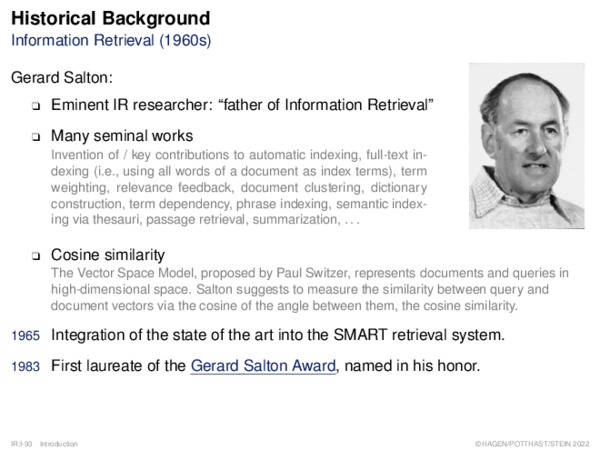 Historical Background
Information Retrieval (1960s)
Gerard Salton:
❑ Eminent IR researcher: “father of Information Retrieval”
❑ Many seminal works
Invention of / key contributions to automatic indexing, full-text in-
dexing (i.e., using all words of a document as index terms), term
weighting, relevance feedback, document clustering, dictionary
construction, term dependency, phrase indexing, semantic index-
ing via thesauri, passage retrieval, summarization, . . .
❑ Cosine similarity
The Vector Space Model, proposed by Paul Switzer, represents documents and queries in
high-dimensional space. Salton suggests to measure the similarity between query and
document vectors via the cosine of the angle between them, the cosine similarity.
1965 Integration of the state of the art into the SMART retrieval system.
1983 First laureate of the Gerard Salton Award, named in his honor.
IR:I-93 Introduction
©HAGEN/POTTHAST/STEIN 2022